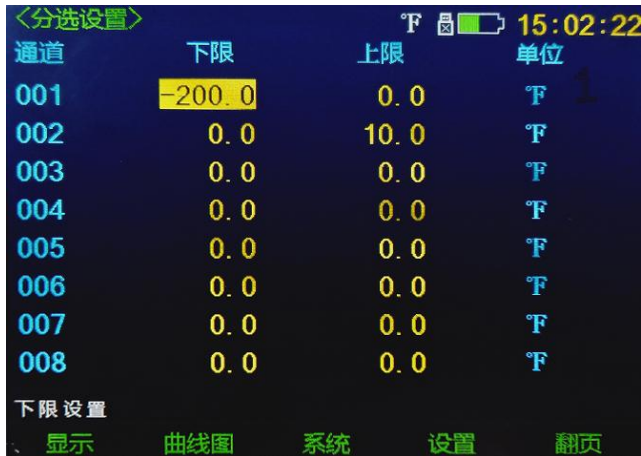 〈分选设置〉 °F 15:02:22
通道 下限 上限 单位
001 -200.0 0.0 °F 1
002 0.0 10.0 °F
003 0.0 0.0 °F
004 0.0 0.0 °F
005 0.0 0.0 °F
006 0.0 0.0 °F
007 0.0 0.0 °F
008 0.0 0.0 °F
下限设置
显示 曲线图 系统 设置 翻页